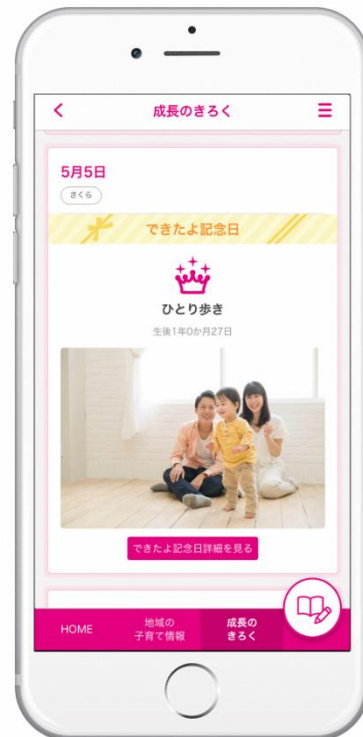 成長のきろく
5月5日
さくら
できたよ記念日
ひとり歩き
生後1年0か月27日
できたよ記念日詳細を見る
HOME
地域の
子育て情報
成長の
きろく